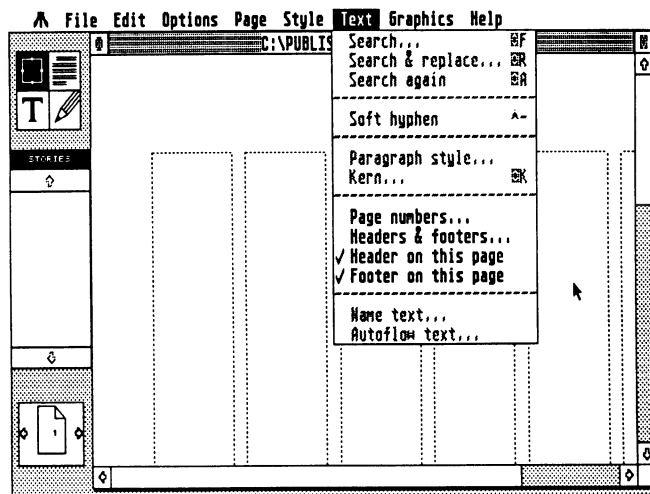 File Edit Options Page Style Text Graphics Help
C:\PUBLIS
Search... F
Search & replace... R
Search again A
Soft hyphen ^-
Paragraph style...
Kern... K
Page numbers...
Headers & footers...
✓ Header on this page
✓ Footer on this page
Name text...
Autoflow text...
T
STORIES
1